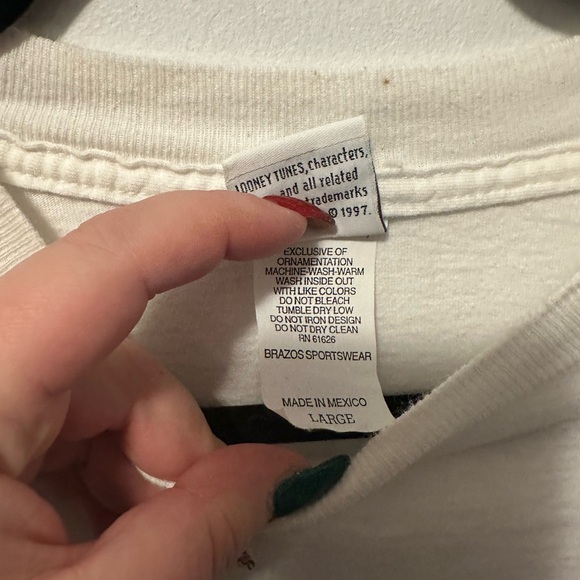 LOONEY TUNES, characters,
and all related
trademarks
© 1997.
EXCLUSIVE OF
ORNAMENTATION
MACHINE-WASH-WARM
WASH INSIDE OUT
WITH LIKE COLORS
DO NOT BLEACH
TUMBLE DRY LOW
DO NOT IRON DESIGN
DO NOT DRY CLEAN
RN 61626
BRAZOS SPORTSWEAR
MADE IN MEXICO
LARGE